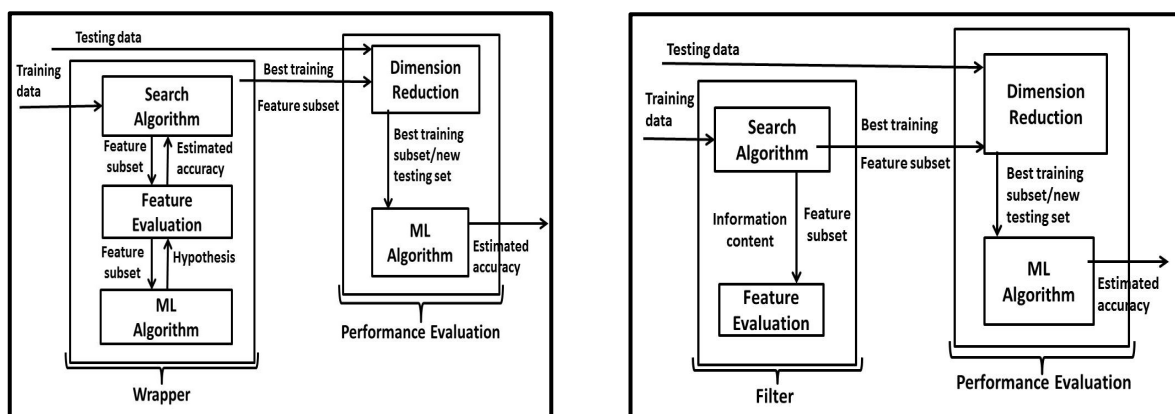 Testing data
Training
data
Search
Algorithm
Feature
subset
Estimated
accuracy
Feature
Evaluation
Feature
subset
Hypothesis
ML
Algorithm
Wrapper
Best training
Feature subset
Dimension
Reduction
Best training
subset/new
testing set
ML
Algorithm
Estimated
accuracy
Performance Evaluation
Testing data
Training
data
Search
Algorithm
Information
content
Feature
subset
Feature
Evaluation
Filter
Best training
Feature subset
Dimension
Reduction
Best training
subset/new
testing set
ML
Algorithm
Estimated
accuracy
Performance Evaluation